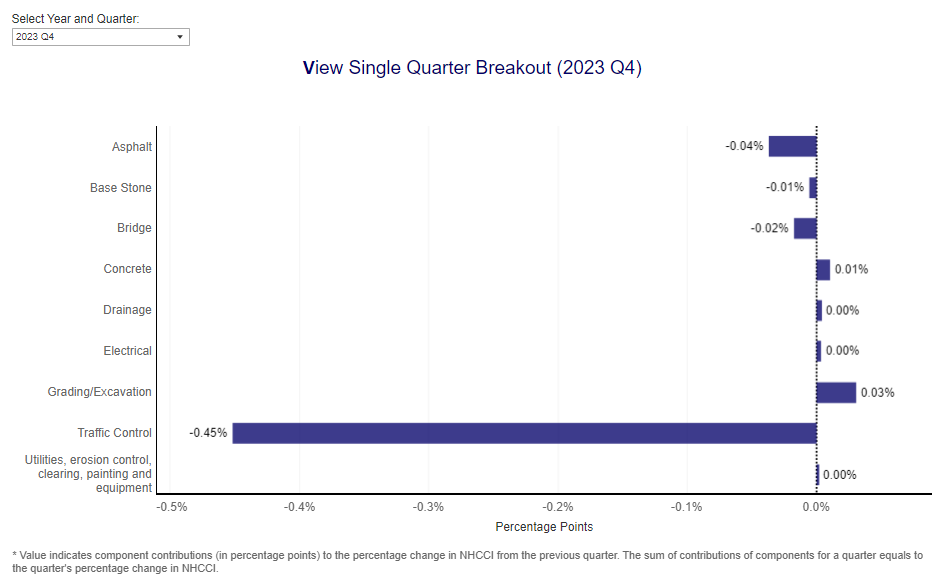 Select Year and Quarter:
2023 Q4
View Single Quarter Breakout (2023 Q4)
Asphalt
-0.04%
Base Stone
-0.01%
Bridge
-0.02%
Concrete
0.01%
Drainage
0.00%
Electrical
0.00%
Grading/Excavation
0.03%
Traffic Control
-0.45%
Utilities, erosion control,
clearing, painting and
equipment
0.00%
-0.5%
-0.4%
-0.3%
-0.2%
-0.1%
0.0%
Percentage Points
* Value indicates component contributions (in percentage points) to the percentage change in NHCCI from the previous quarter. The sum of contributions of components for a quarter equals to
the quarter's percentage change in NHCCI.